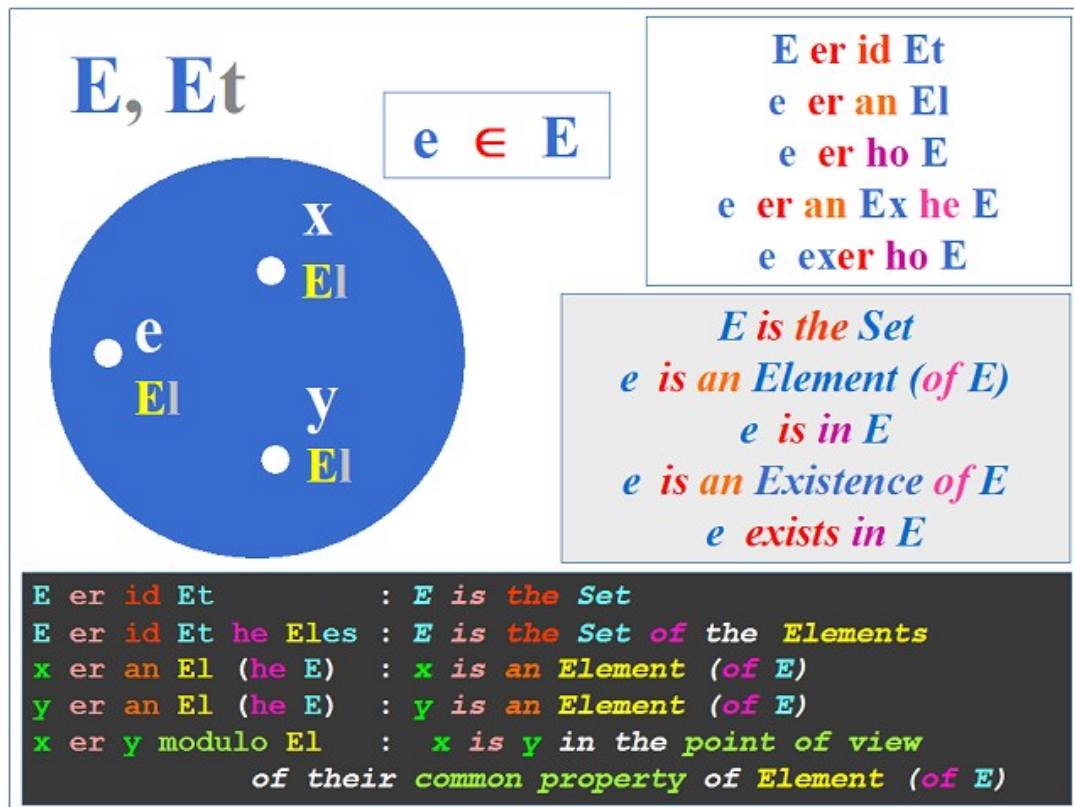 E, Et
e ∈ E
x
El
e
El
y
El
E er id Et
e er an El
e er ho E
e er an Ex he E
e exer ho E
E is the Set
e is an Element (of E)
e is in E
e is an Existence of E
e exists in E
E er id Et : E is the Set
E er id Et he Eles : E is the Set of the Elements
x er an El (he E) : x is an Element (of E)
y er an El (he E) : y is an Element (of E)
x er y modulo El : x is y in the point of view
of their common property of Element (of E)